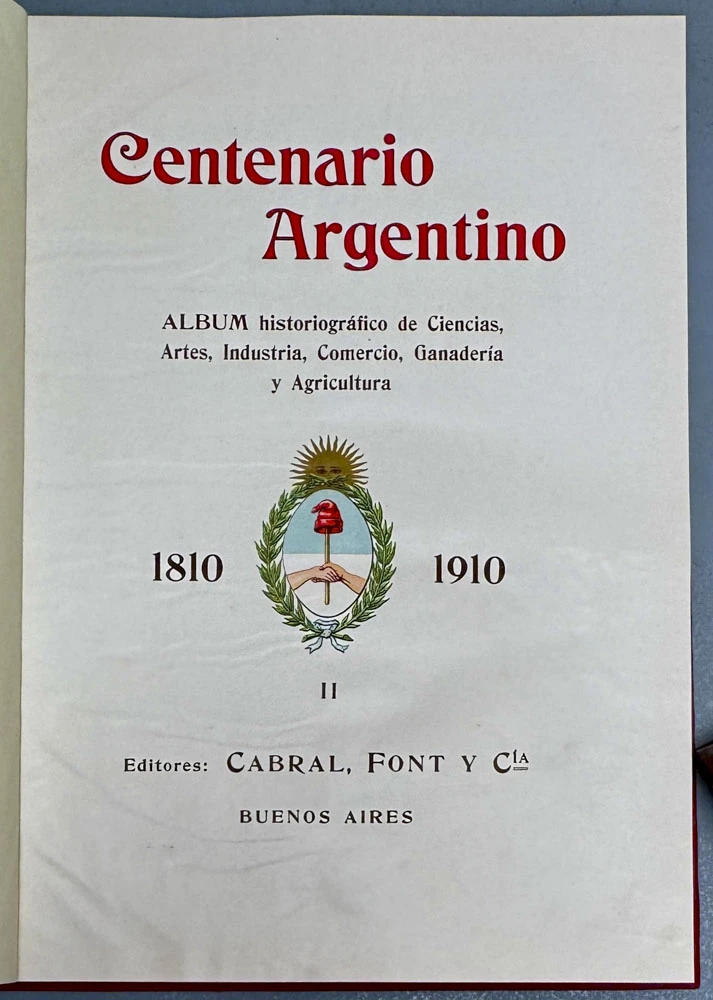 Centenario
Argentino
ALBUM historiográfico de Ciencias,
Artes, Industria, Comercio, Ganadería
y Agricultura
1810 1910
II
Editores: CABRAL, FONT Y Cía
BUENOS AIRES